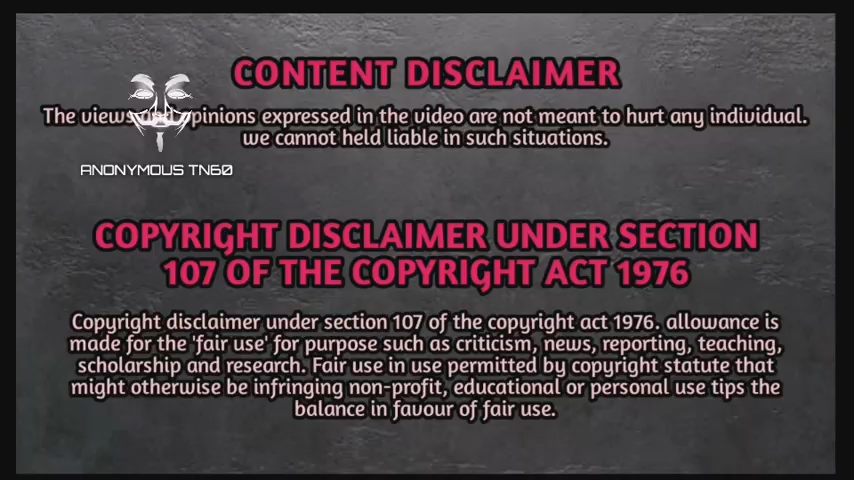 CONTENT DISCLAIMER
The views and opinions expressed in the video are not meant to hurt any individual.
we cannot held liable in such situations.
ANONYMOUS TN60
COPYRIGHT DISCLAIMER UNDER SECTION
107 OF THE COPYRIGHT ACT 1976
Copyright disclaimer under section 107 of the copyright act 1976. allowance is
made for the 'fair use' for purpose such as criticism, news, reporting, teaching,
scholarship and research. Fair use in use permitted by copyright statute that
might otherwise be infringing non-profit, educational or personal use tips the
balance in favour of fair use.